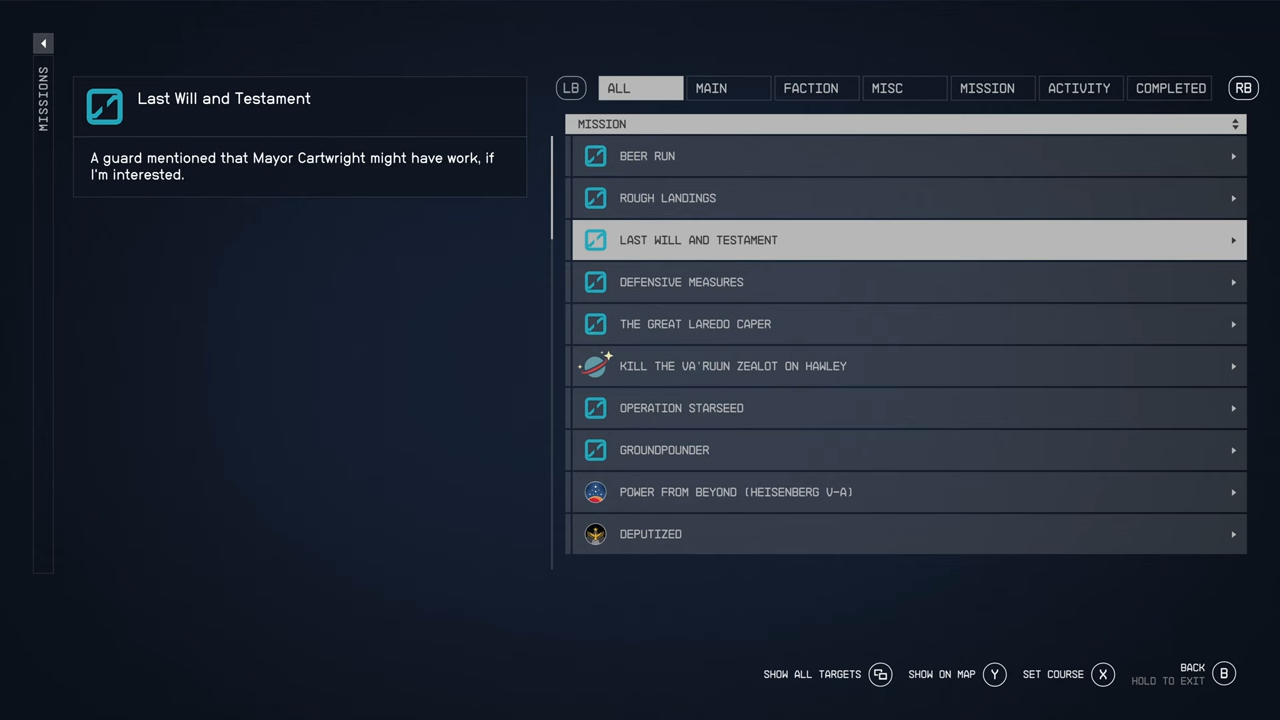 MISSIONS
Last Will and Testament
A guard mentioned that Mayor Cartwright might have work, if
I'm interested.
LB ALL MAIN FACTION MISC MISSION ACTIVITY COMPLETED RB
MISSION
BEER RUN
ROUGH LANDINGS
LAST WILL AND TESTAMENT
DEFENSIVE MEASURES
THE GREAT LAREDO CAPER
KILL THE VA'RUUN ZEALOT ON HAWLEY
OPERATION STARSEED
GROUNDPOUNDER
POWER FROM BEYOND (HEISENBERG V-A)
DEPUTIZED
SHOW ALL TARGETS SHOW ON MAP Y SET COURSE X BACK B
HOLD TO EXIT